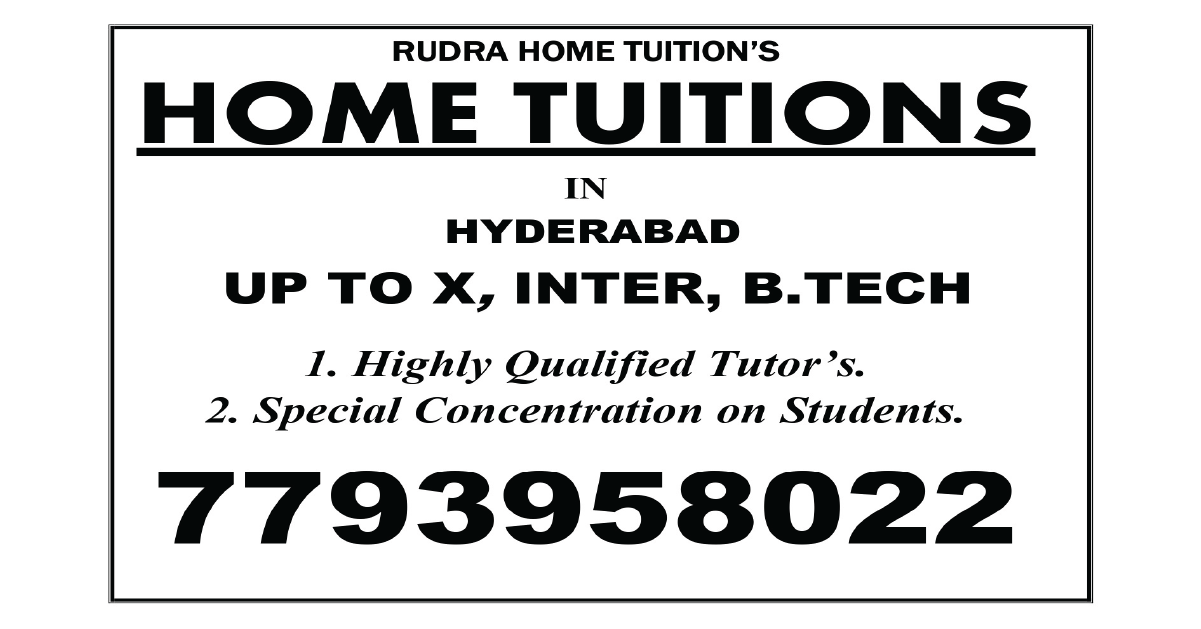 RUDRA HOME TUITION’S
HOME TUITIONS
IN
HYDERABAD
UP TO X, INTER, B.TECH
1. Highly Qualified Tutor’s.
2. Special Concentration on Students.
7793958022